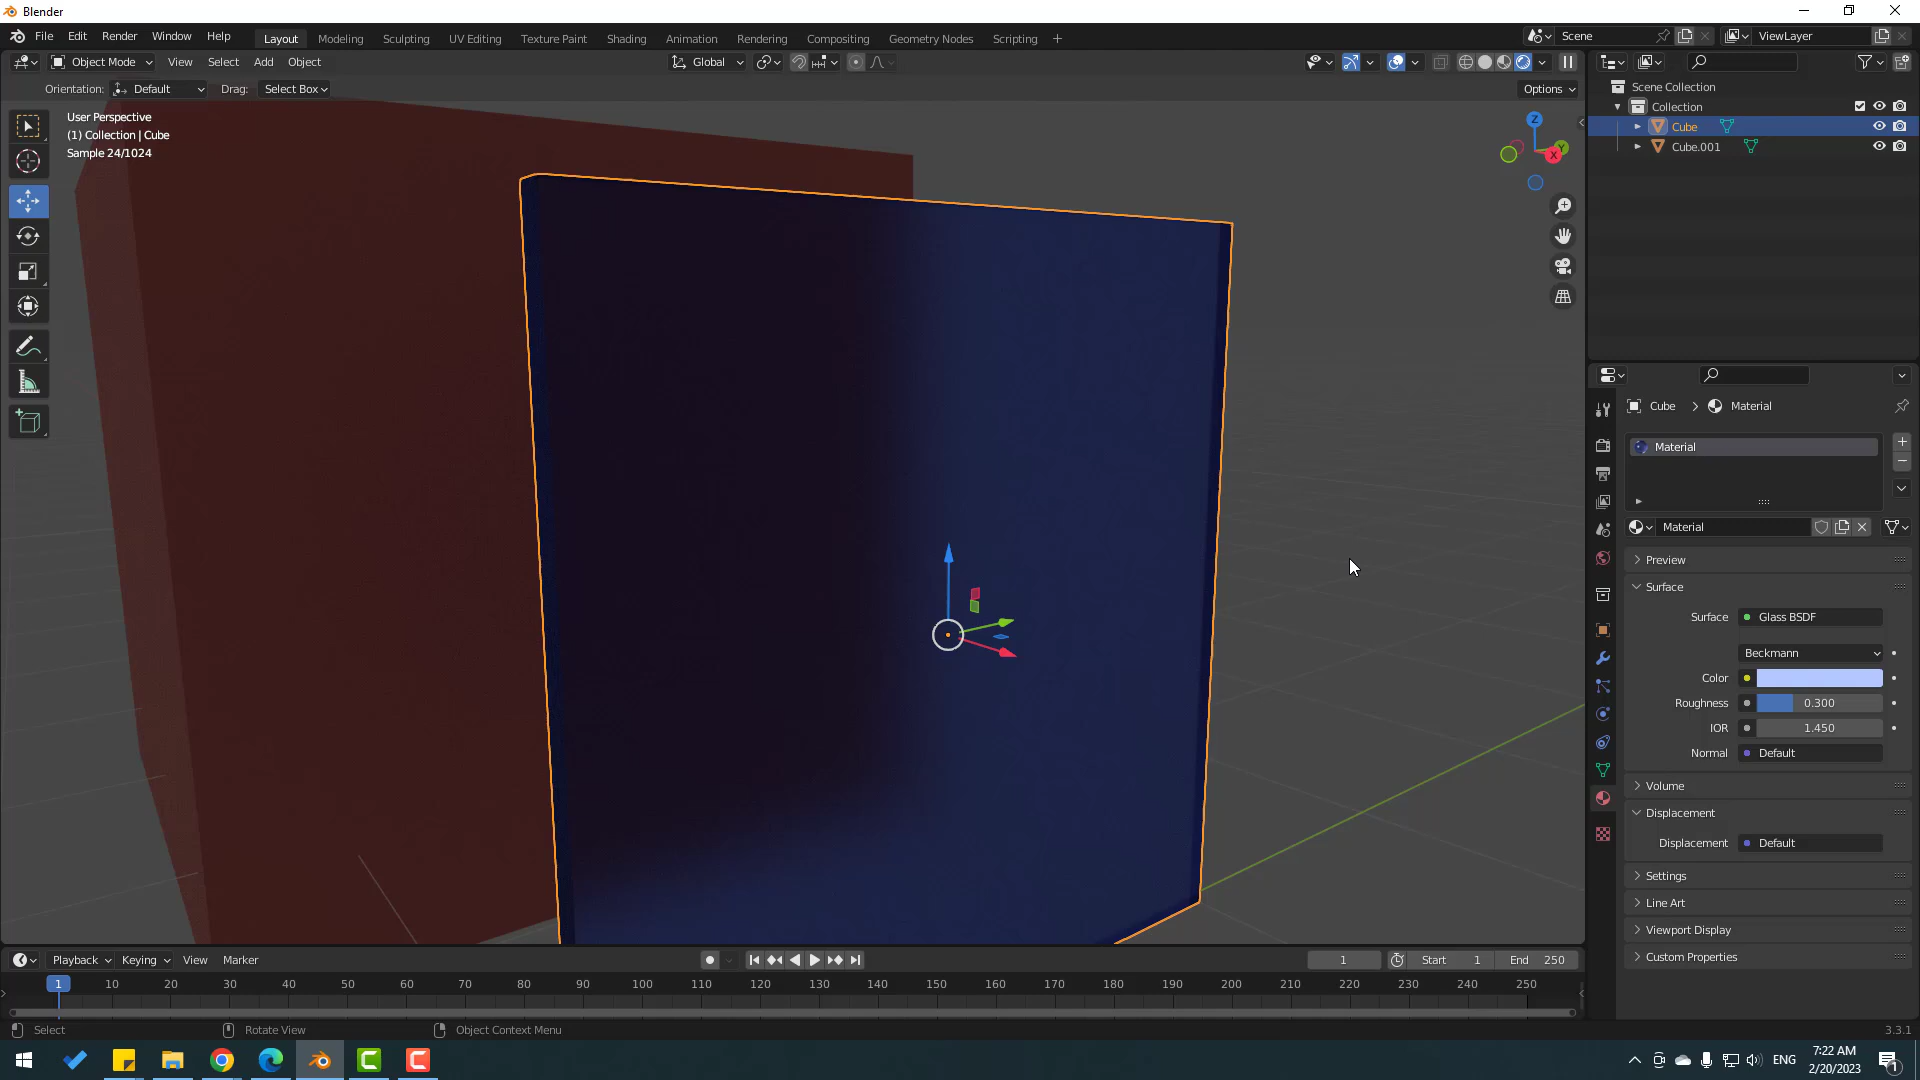 Blender
File Edit Render Window Help Layout Modeling Sculpting UV Editing Texture Paint Shading Animation Rendering Compositing Geometry Nodes Scripting + Scene ViewLayer
Object Mode View Select Add Object Global
Orientation: Default Drag: Select Box Options
User Perspective
(1) Collection | Cube
Sample 24/1024
Z
Y
X
Scene Collection
Collection
Cube
Cube.001
Cube > Material
Material
Material
Preview
Surface
Surface Glass BSDF
Beckmann
Color
Roughness 0.300
IOR 1.450
Normal Default
Volume
Displacement
Displacement Default
Settings
Line Art
Viewport Display
Custom Properties
Playback Keying View Marker 1 Start 1 End 250
1 10 20 30 40 50 60 70 80 90 100 110 120 130 140 150 160 170 180 190 200 210 220 230 240 250
Select Rotate View Object Context Menu 3.3.1
ENG 7:22 AM
2/20/2023
1